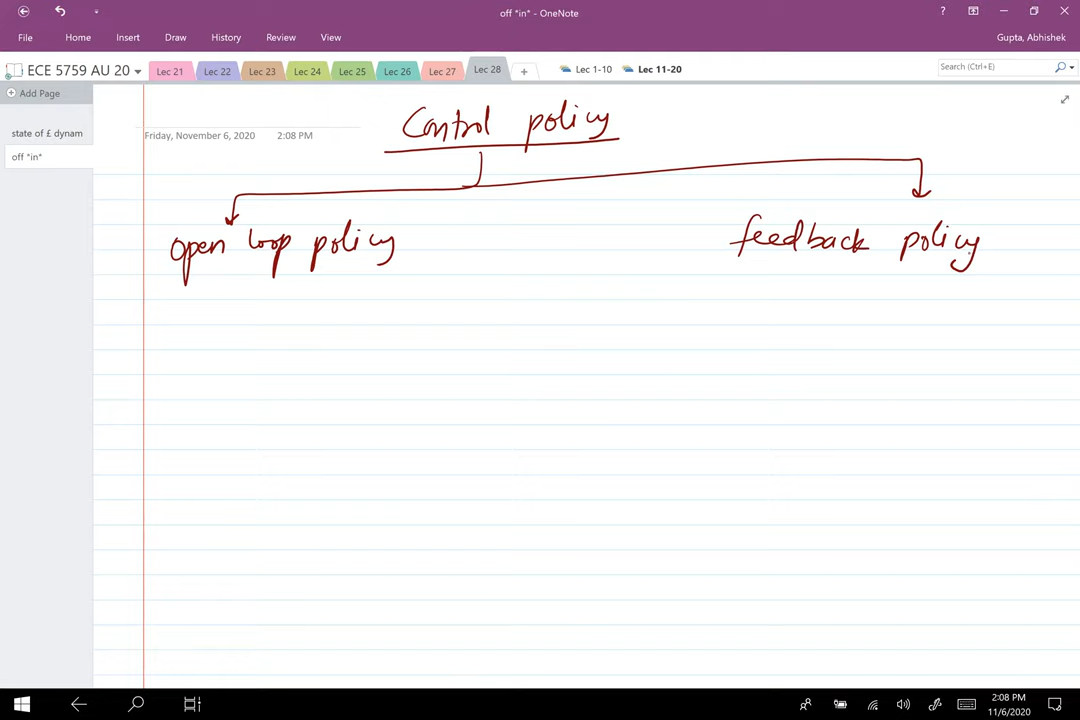 off *in* - OneNote
?
File Home Insert Draw History Review View
Gupta, Abhishek
ECE 5759 AU 20
Lec 21 Lec 22 Lec 23 Lec 24 Lec 25 Lec 26 Lec 27 Lec 28 + Lec 1-10 Lec 11-20
Search (Ctrl+E)
Add Page
state of £ dynam
off *in*
Friday, November 6, 2020 2:08 PM
Control policy
open loop policy
feedback policy
2:08 PM
11/6/2020